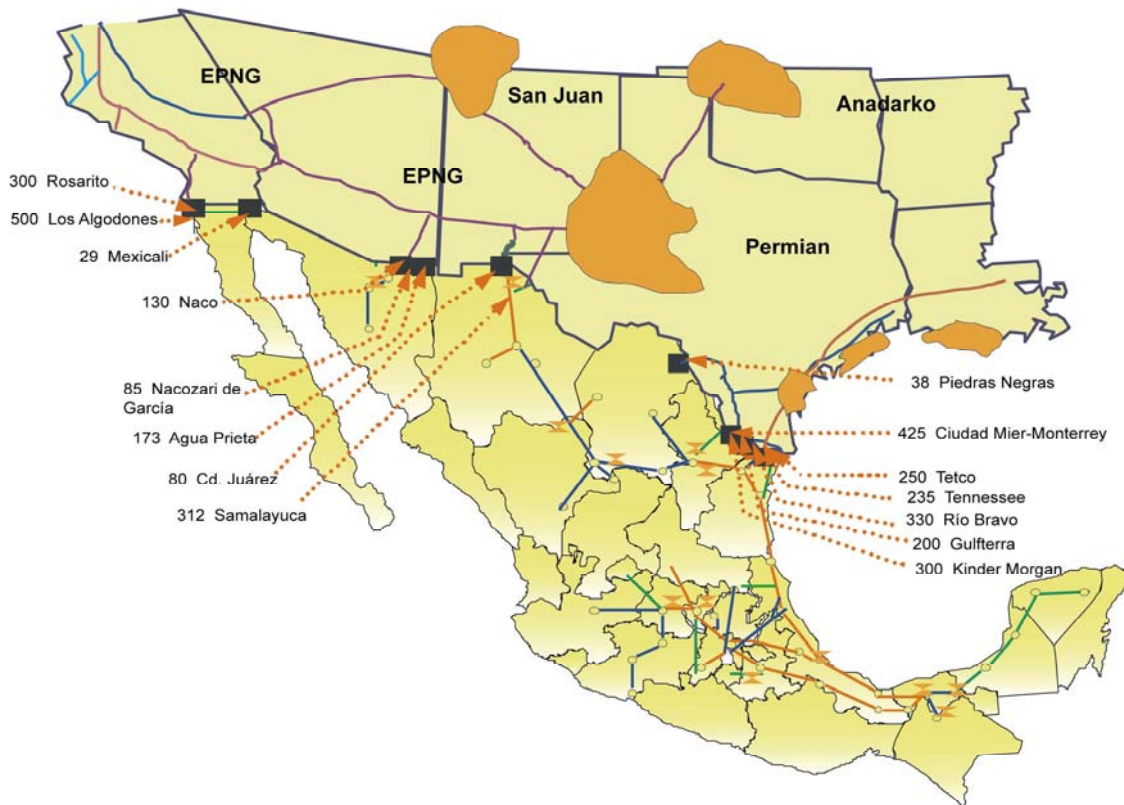 EPNG
San Juan
Anadarko
EPNG
Permian
300 Rosarito
500 Los Algodones
29 Mexicali
130 Naco
85 Nacozari de
García
173 Agua Prieta
80 Cd. Juárez
312 Samalayuca
38 Piedras Negras
425 Ciudad Mier-Monterrey
250 Tetco
235 Tennessee
330 Río Bravo
200 Gulfterra
300 Kinder Morgan